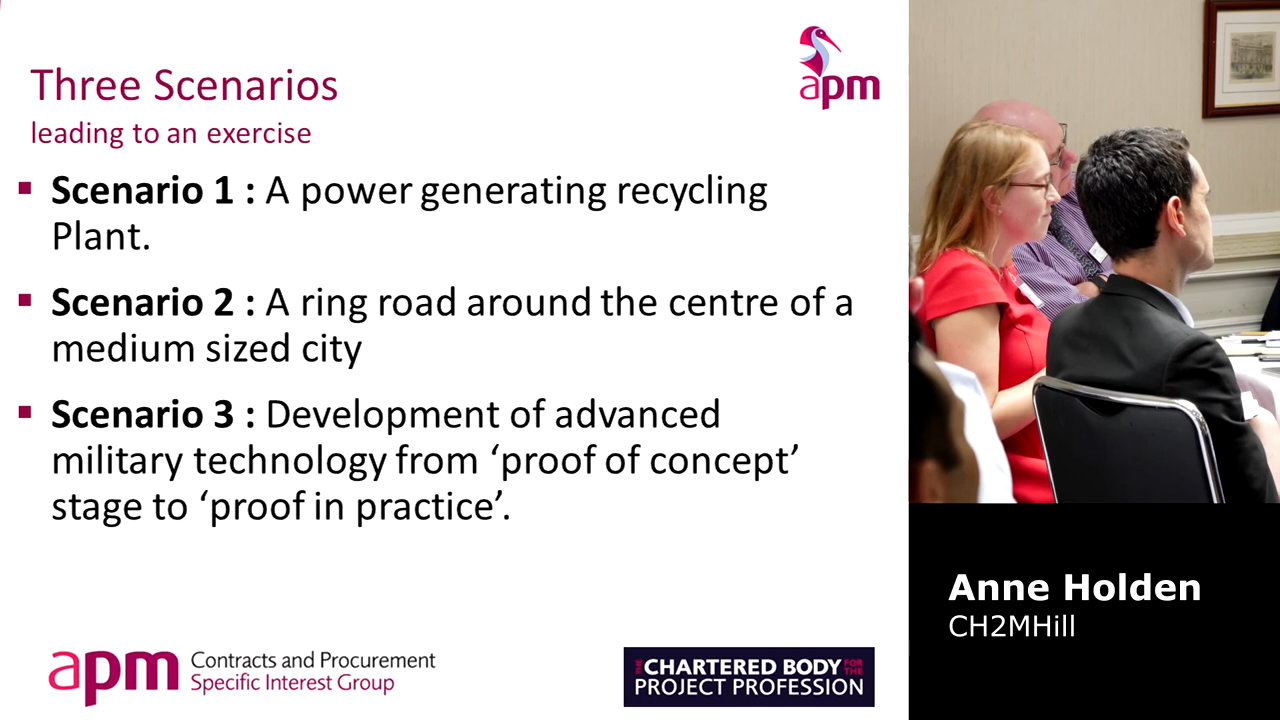 Three Scenarios
leading to an exercise
apm
▪ Scenario 1 : A power generating recycling
Plant.
▪ Scenario 2 : A ring road around the centre of a
medium sized city
▪ Scenario 3 : Development of advanced
military technology from ‘proof of concept’
stage to ‘proof in practice’.
apm Contracts and Procurement
Specific Interest Group
THE CHARTERED BODY FOR THE
PROJECT PROFESSION
Anne Holden
CH2MHill